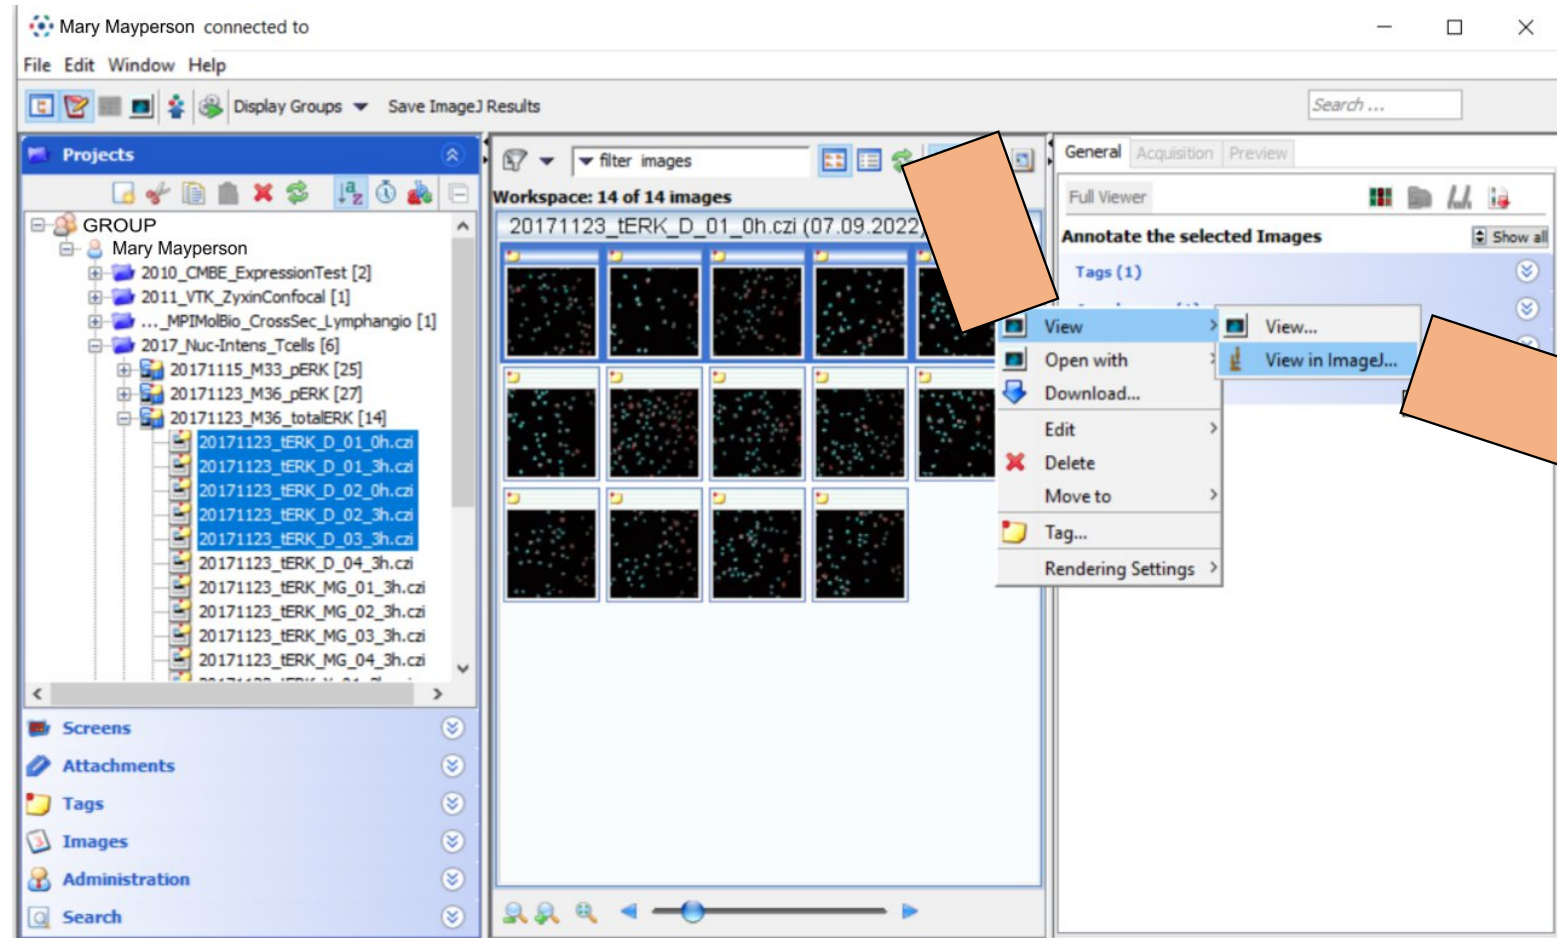 Mary Mayperson connected to
File Edit Window Help
Display Groups Save ImageJ Results
Search ...
Projects
GROUP
Mary Mayperson
2010_CMBE_ExpressionTest [2]
2011_VTK_ZyxinConfocal [1]
..._MPIMolBio_CrossSec_Lymphangio [1]
2017_Nuc-Intens_Tcells [6]
20171115_M33_pERK [25]
20171123_M36_pERK [27]
20171123_M36_totalERK [14]
20171123_tERK_D_01_0h.czi
20171123_tERK_D_01_3h.czi
20171123_tERK_D_02_0h.czi
20171123_tERK_D_02_3h.czi
20171123_tERK_D_03_3h.czi
20171123_tERK_D_04_3h.czi
20171123_tERK_MG_01_3h.czi
20171123_tERK_MG_02_3h.czi
20171123_tERK_MG_03_3h.czi
20171123_tERK_MG_04_3h.czi
Screens
Attachments
Tags
Images
Administration
Search
filter images
Workspace: 14 of 14 images
20171123_tERK_D_01_0h.czi (07.09.2022
General Acquisition Preview
Full Viewer
Annotate the selected Images Show all
Tags (1)
View
Open with
Download...
Edit
Delete
Move to
Tag...
Rendering Settings
View...
View in ImageJ...